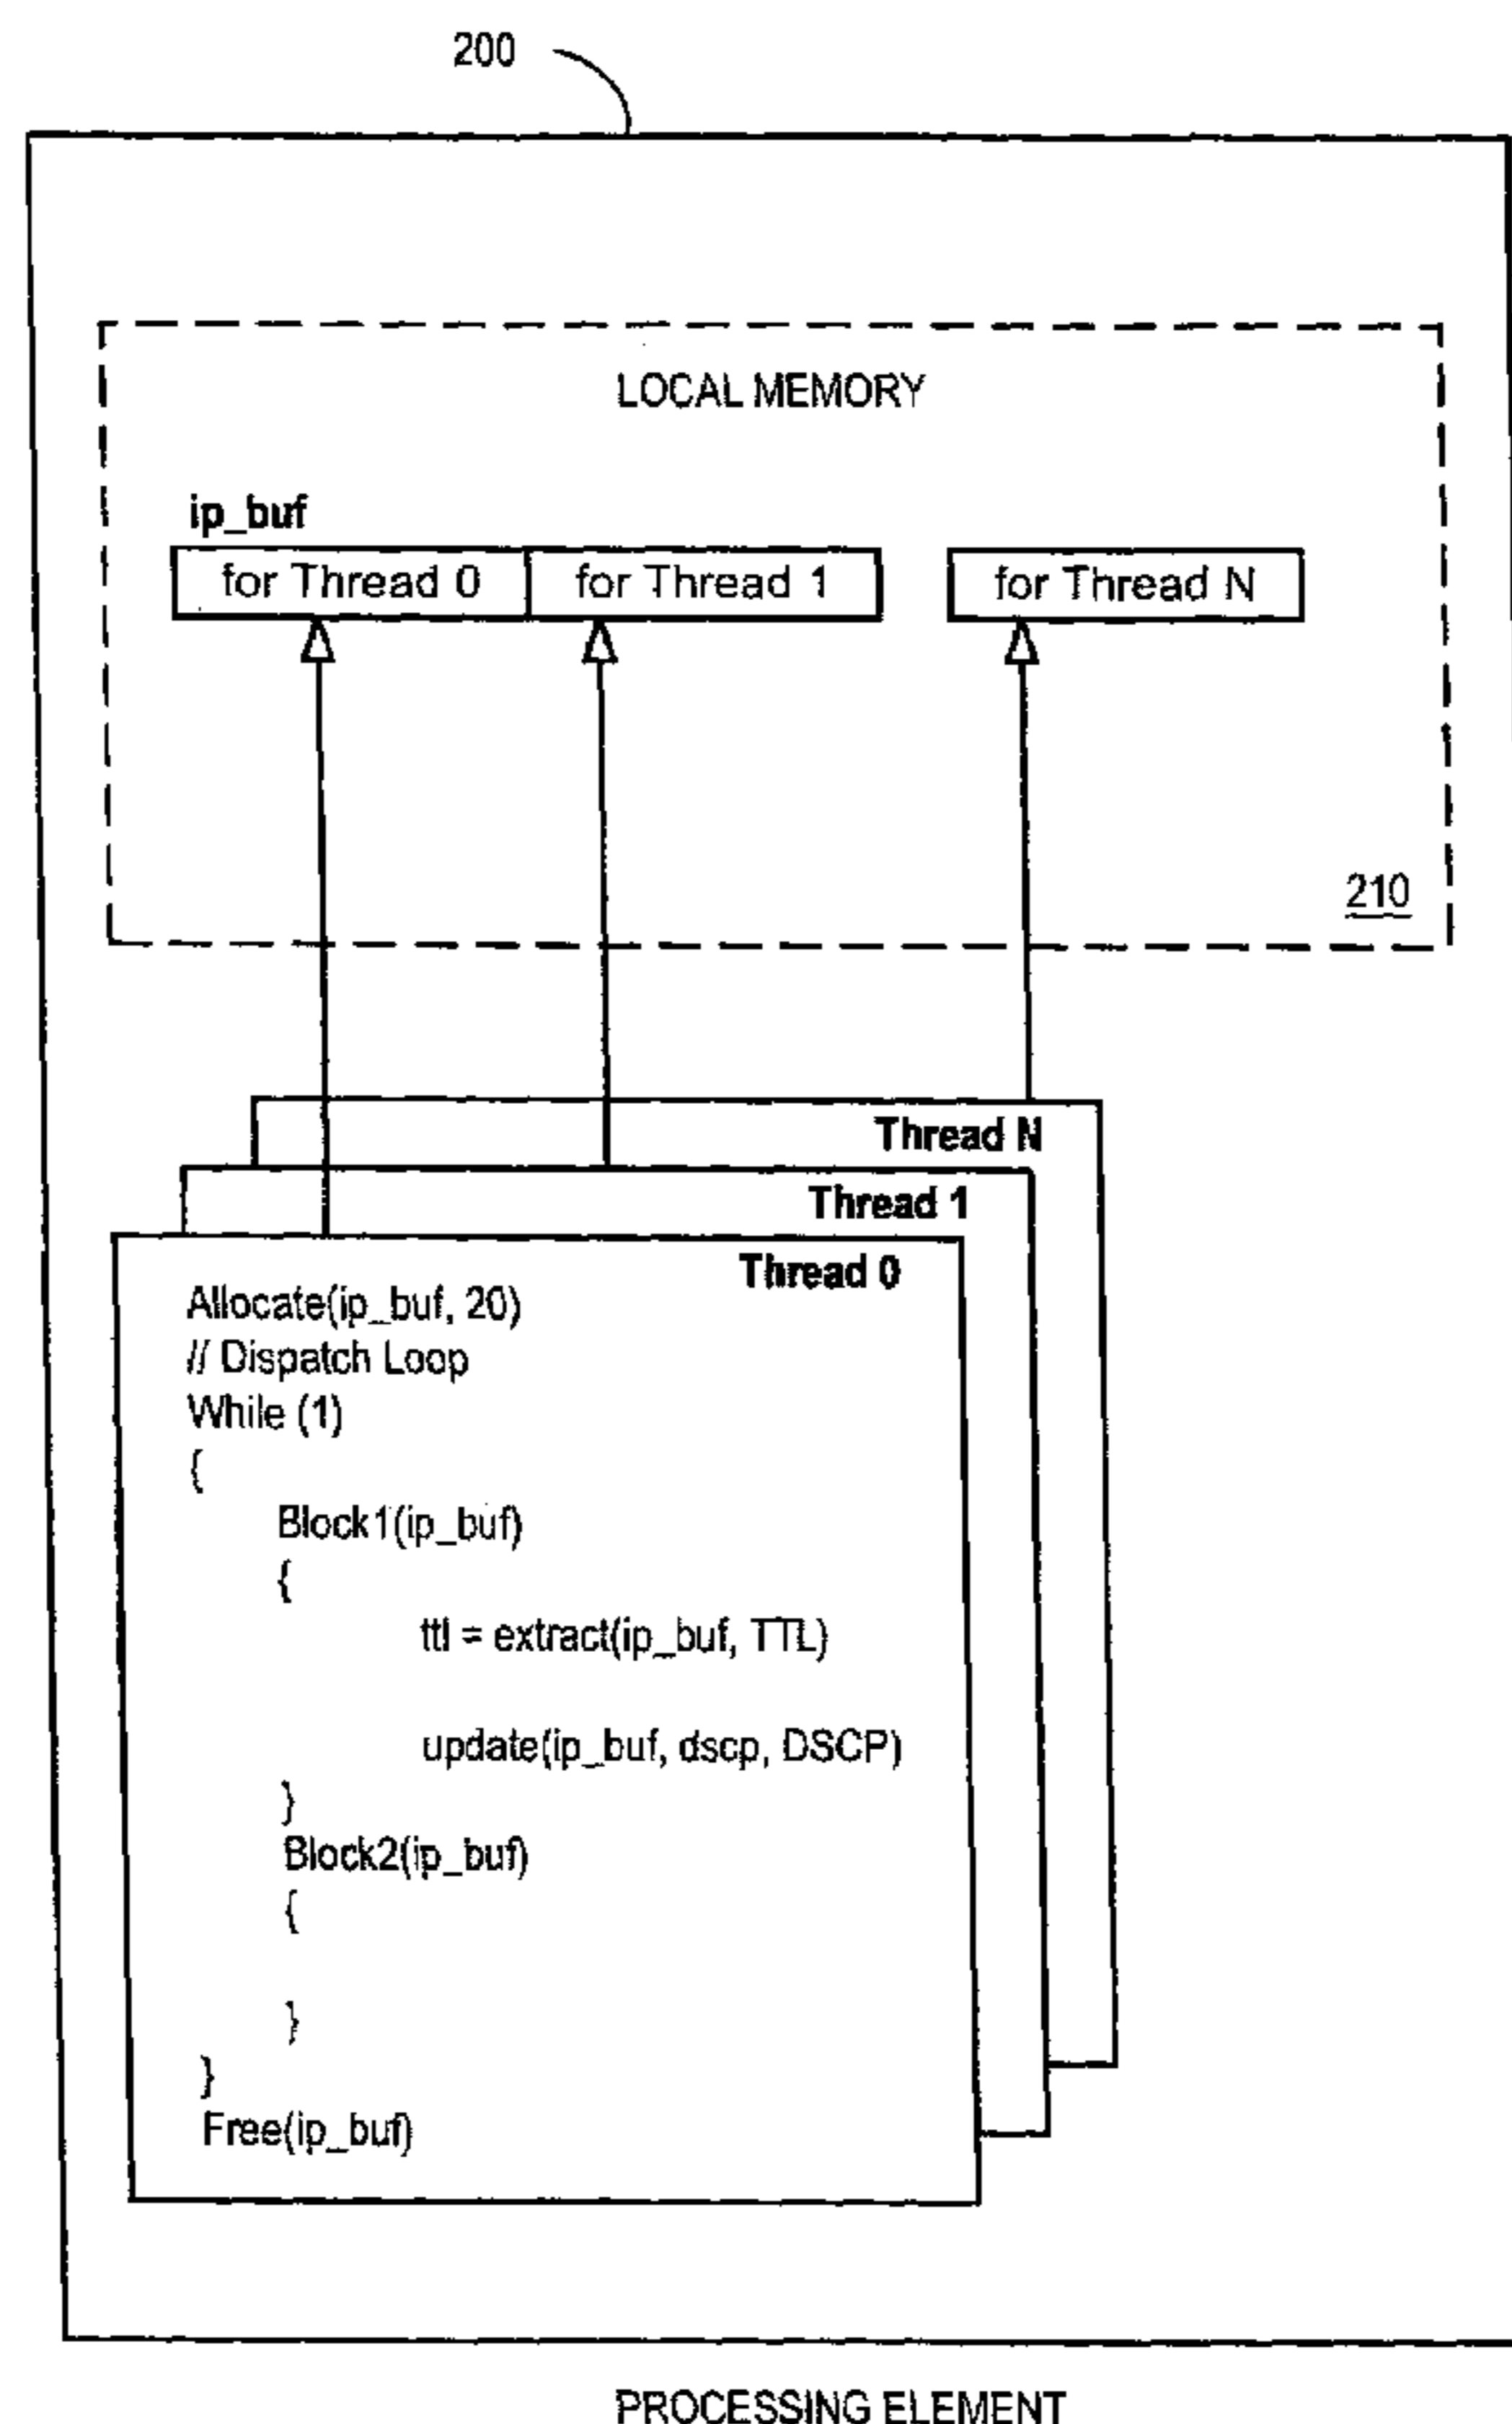 200
LOCAL MEMORY
ip_buf
for Thread 0
for Thread 1
for Thread N
210
Thread N
Thread 1
Thread 0
Allocate(ip_buf, 20)
// Dispatch Loop
While (1)
{
Block1(ip_buf)
{
ttl = extract(ip_buf, TTL)
update(ip_buf, dscp, DSCP)
}
Block2(ip_buf)
{
}
}
Free(ip_buf)
PROCESSING ELEMENT